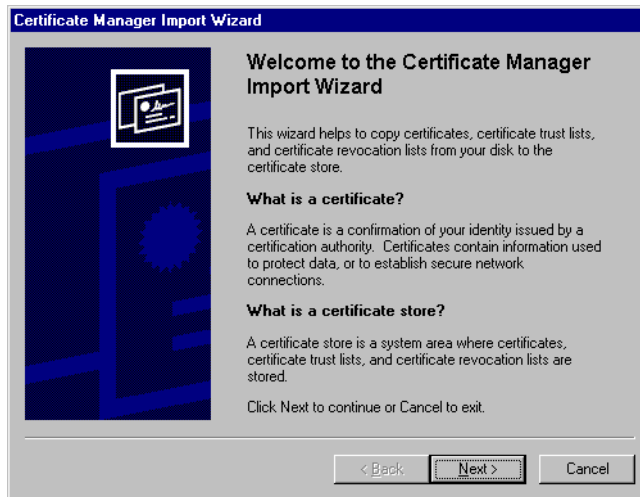 Certificate Manager Import Wizard
Welcome to the Certificate Manager
Import Wizard
This wizard helps to copy certificates, certificate trust lists,
and certificate revocation lists from your disk to the
certificate store.
What is a certificate?
A certificate is a confirmation of your identity issued by a
certification authority. Certificates contain information used
to protect data, or to establish secure network
connections.
What is a certificate store?
A certificate store is a system area where certificates,
certificate trust lists, and certificate revocation lists are
stored.
Click Next to continue or Cancel to exit.
< Back
Next >
Cancel